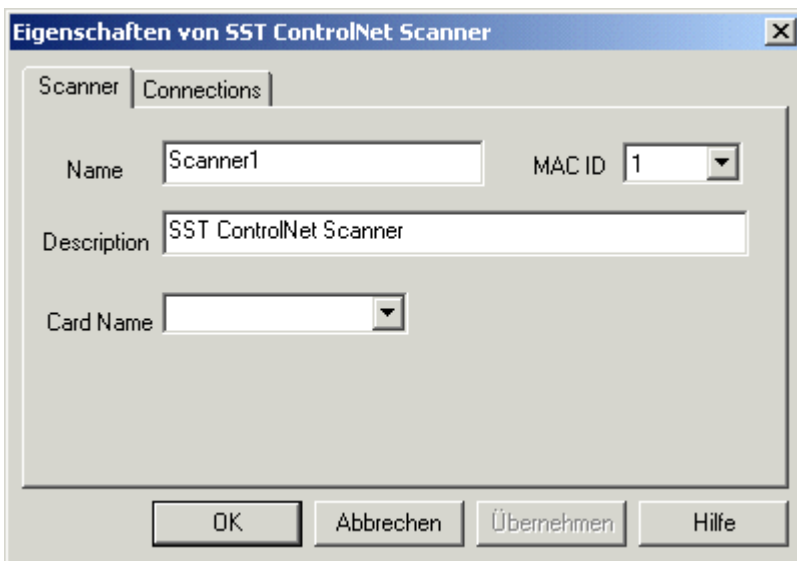 Eigenschaften von SST ControlNet Scanner
Scanner Connections
Name Scanner1 MAC ID 1
Description SST ControlNet Scanner
Card Name
OK Abbrechen Übernehmen Hilfe